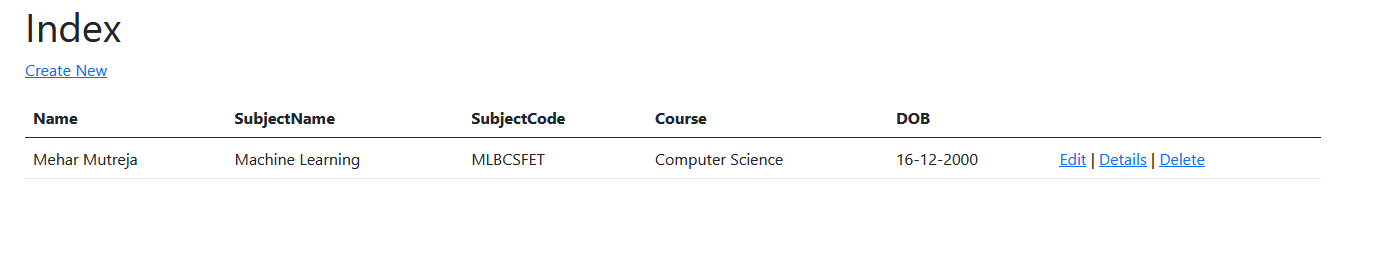 Index
Create New
Name SubjectName SubjectCode Course DOB
Mehar Mutreja Machine Learning MLBCSFET Computer Science 16-12-2000 Edit | Details | Delete